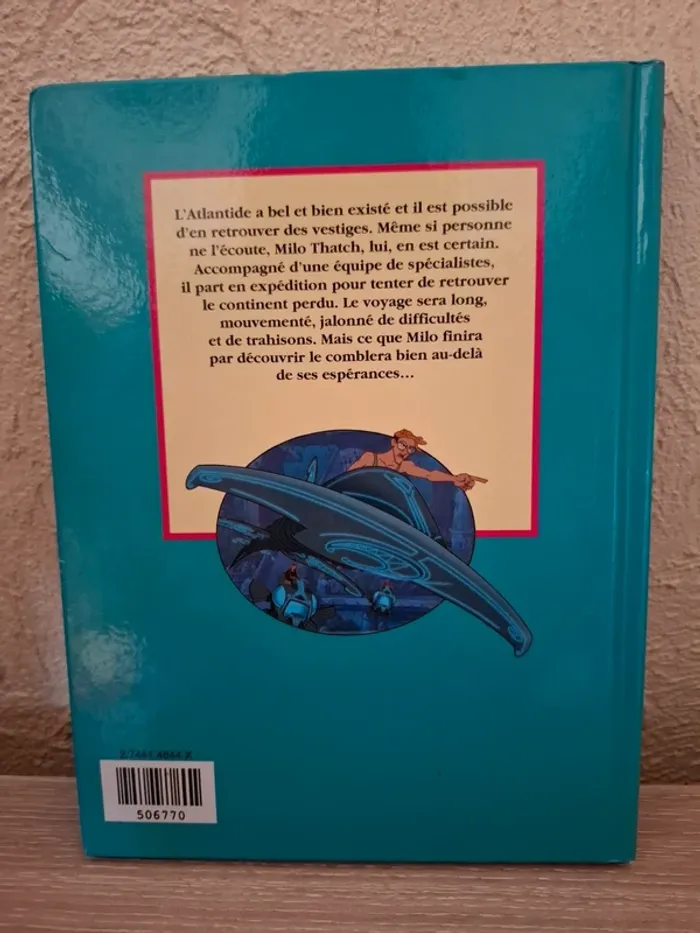 L'Atlantide a bel et bien existé et il est possible
d'en retrouver des vestiges. Même si personne
ne l'écoute, Milo Thatch, lui, en est certain.
Accompagné d'une équipe de spécialistes,
il part en expédition pour tenter de retrouver
le continent perdu. Le voyage sera long,
mouvementé, jalonné de difficultés
et de trahisons. Mais ce que Milo finira
par découvrir le comblera bien au-delà
de ses espérances…
506770